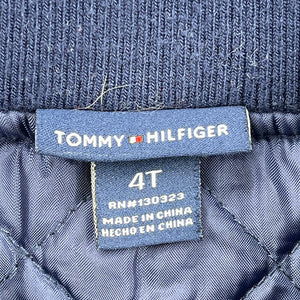 TOMMY HILFIGER
4T
RN#130323
MADE IN CHINA
HECHO EN CHINA